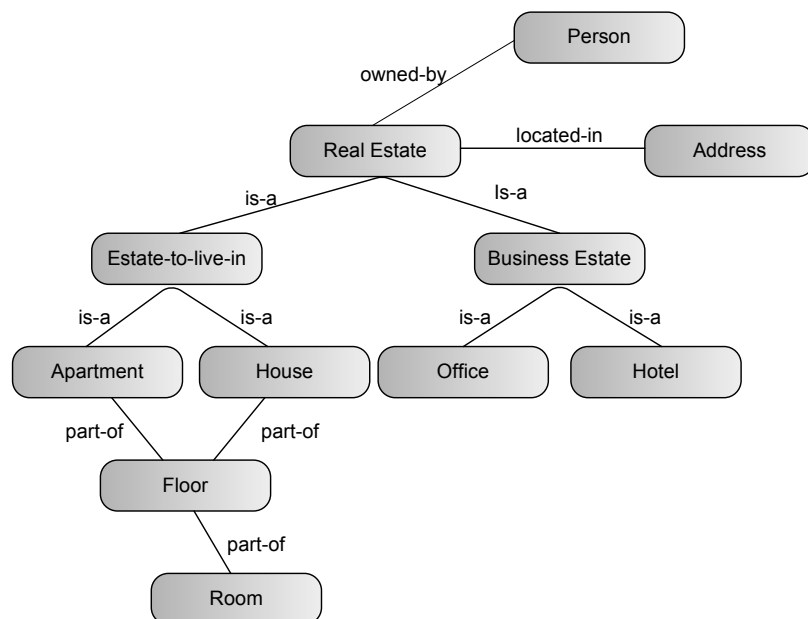 Person
owned-by
Real Estate
located-in
Address
is-a
Is-a
Estate-to-live-in
Business Estate
is-a
is-a
is-a
is-a
Apartment
House
Office
Hotel
part-of
part-of
Floor
part-of
Room